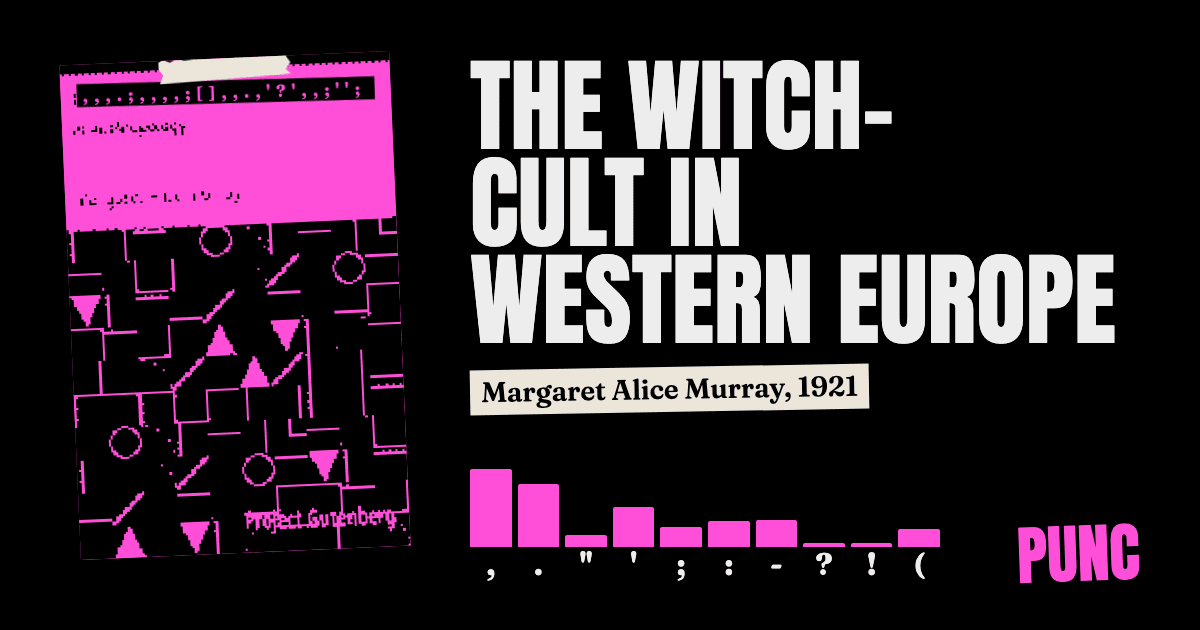 :,,,.;,,,,;[],,.,'?',,;'';
Project Gutenberg
THE WITCH-
CULT IN
WESTERN EUROPE
Margaret Alice Murray, 1921
, . " ' ; : - ? ! (
PUNC